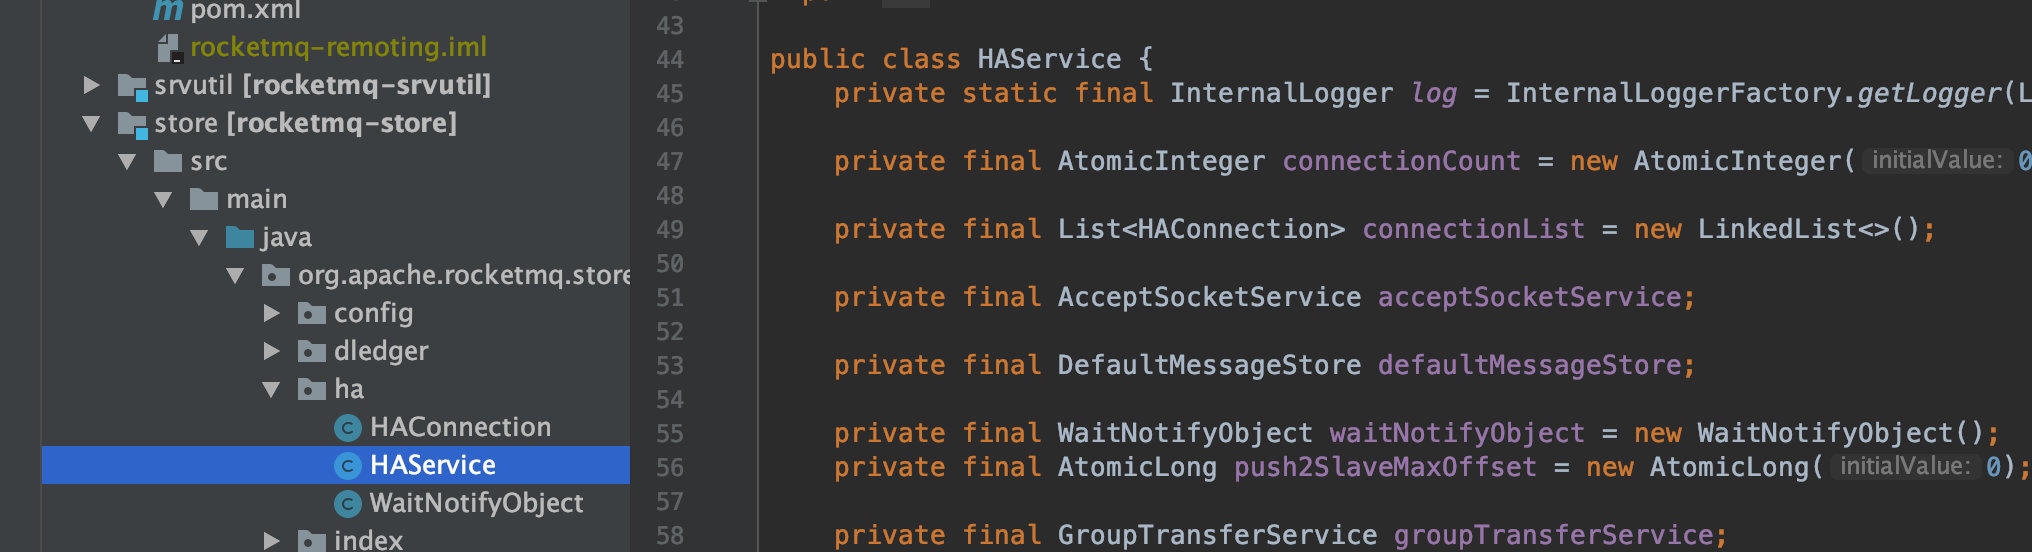 pom.xml
rocketmq-remoting.iml
srvutil [rocketmq-srvutil]
store [rocketmq-store]
src
main
java
org.apache.rocketmq.store
config
dledger
ha
HAConnection
HAService
WaitNotifyObject
index
43
44 public class HAService {
45 private static final InternalLogger log = InternalLoggerFactory.getLogger(L
46
47 private final AtomicInteger connectionCount = new AtomicInteger( initialValue: 0
48
49 private final List<HAConnection> connectionList = new LinkedList<>();
50
51 private final AcceptSocketService acceptSocketService;
52
53 private final DefaultMessageStore defaultMessageStore;
54
55 private final WaitNotifyObject waitNotifyObject = new WaitNotifyObject();
56 private final AtomicLong push2SlaveMaxOffset = new AtomicLong( initialValue: 0);
57
58 private final GroupTransferService groupTransferService;